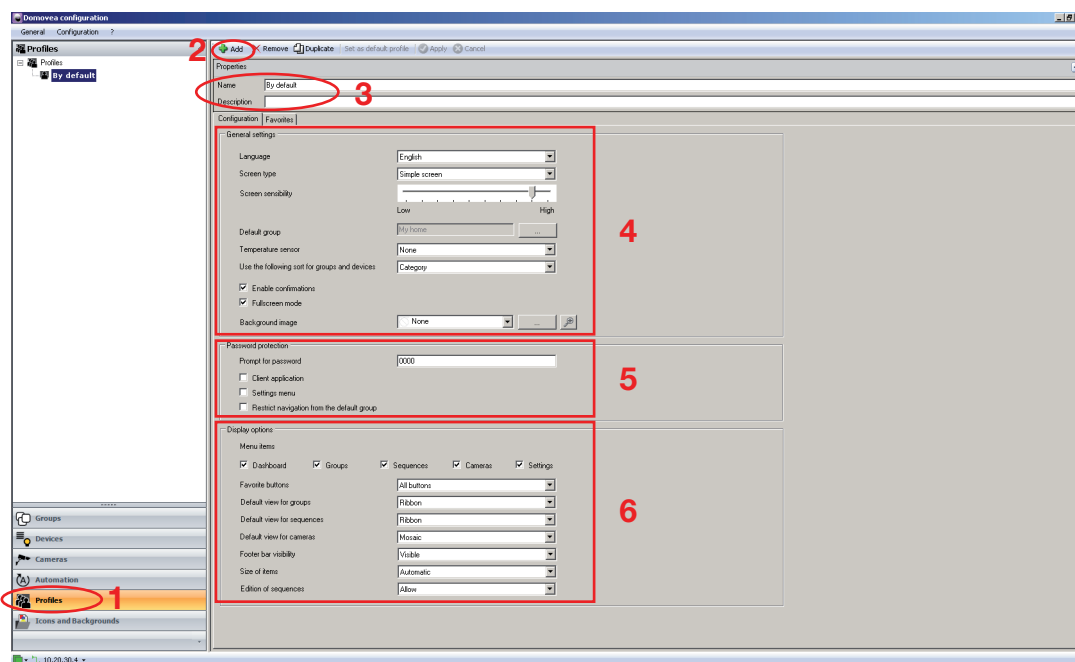 Domovea configuration
General Configuration ?
Profiles
2 Add Remove Duplicate Set as default profile Apply Cancel
Profiles
By default
Properties
Name By default
3
Description
Configuration Favorites
General settings
Language English
Screen type Simple screen
Screen sensibility
Low High
Default group My home ...
4
Temperature sensor None
Use the following sort for groups and devices Category
Enable confirmations
Fullscreen mode
Background image None ...
Password protection
Prompt for password 0000
5
Client application
Settings menu
Restrict navigation from the default group
Display options
Menu items
Dashboard Groups Sequences Cameras Settings
Favorite buttons All buttons
Default view for groups Ribbon
6
Default view for sequences Ribbon
Default view for cameras Mosaic
Footer bar visibility Visible
Size of items Automatic
Edition of sequences Allow
Groups
Devices
Cameras
Automation
Profiles 1
Icons and Backgrounds
10.20.30.4